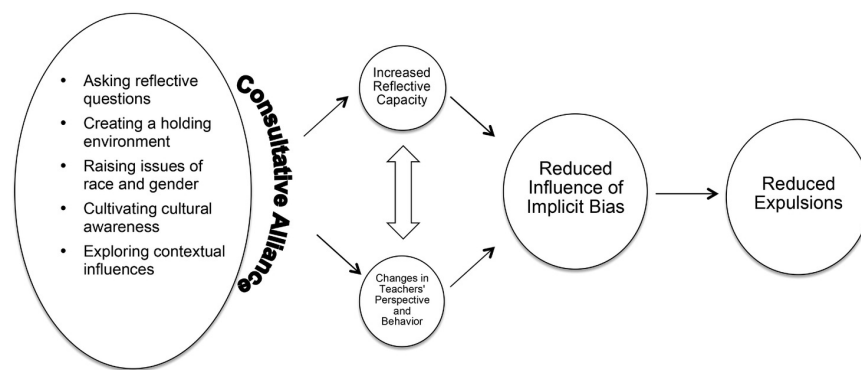 • Asking reflective
questions
• Creating a holding
environment
• Raising issues of
race and gender
• Cultivating cultural
awareness
• Exploring contextual
influences
Consultative Alliance
Increased
Reflective
Capacity
Changes in
Teachers'
Perspective
and
Behavior
Reduced
Influence of
Implicit Bias
Reduced
Expulsions